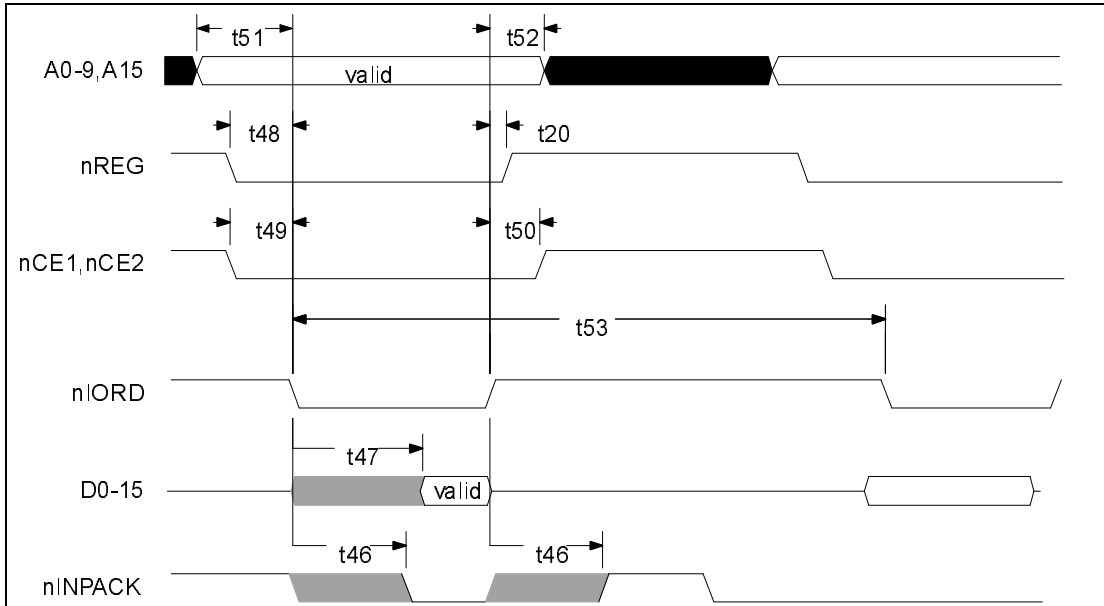 t51
t52
A0-9,A15
valid
t48
t20
nREG
t49
t50
nCE1,nCE2
t53
nIORD
t47
D0-15
valid
t46
t46
nINPACK